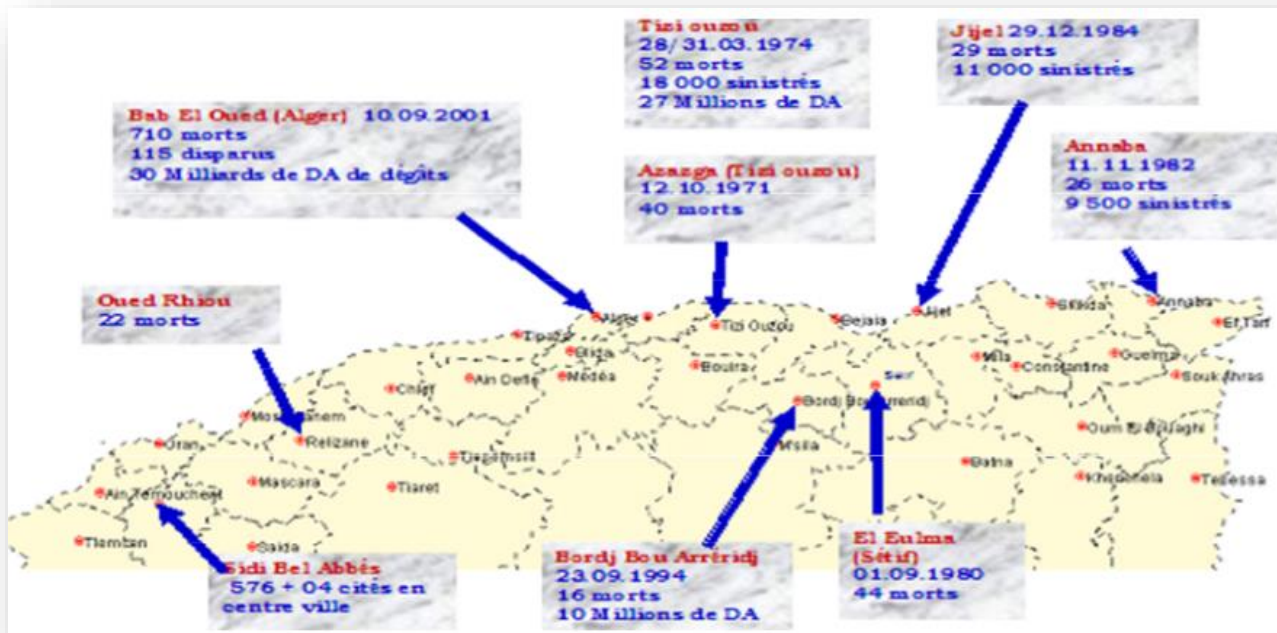 Tizi ouzou
28/31.03.1974
52 morts
18 000 sinistrés
27 Millions de DA
Jijel 29.12.1984
29 morts
11 000 sinistrés
Bab El Oued (Alger) 10.09.2001
710 morts
115 disparus
30 Milliards de DA de dégâts
Azazga (Tizi ouzou)
12.10.1971
40 morts
Annaba
11.11.1982
26 morts
9 500 sinistrés
Oued Rhiou
22 morts
Alger
Tizi Ouzou
Bejaia
Jijel
Skikda
Annaba
El Tarf
Tipaza
Blida
Médéa
Ain Defla
Chlef
Bouira
Mila
Constantine
Guelma
Souk Ahras
Setif
Bordj Bou Arreridj
Mostaganem
Relizane
Oran
Mascara
Tissemsilt
Tiaret
M'sila
Batna
Oum El Bouaghi
Khenchela
Tebessa
Ain Temouchent
Tlemcen
Saida
Sidi Bel Abbès
576 + 04 cités en
centre ville
Bordj Bou Arréridj
23.09.1994
16 morts
10 Millions de DA
El Eulma
(Sétif)
01.09.1980
44 morts